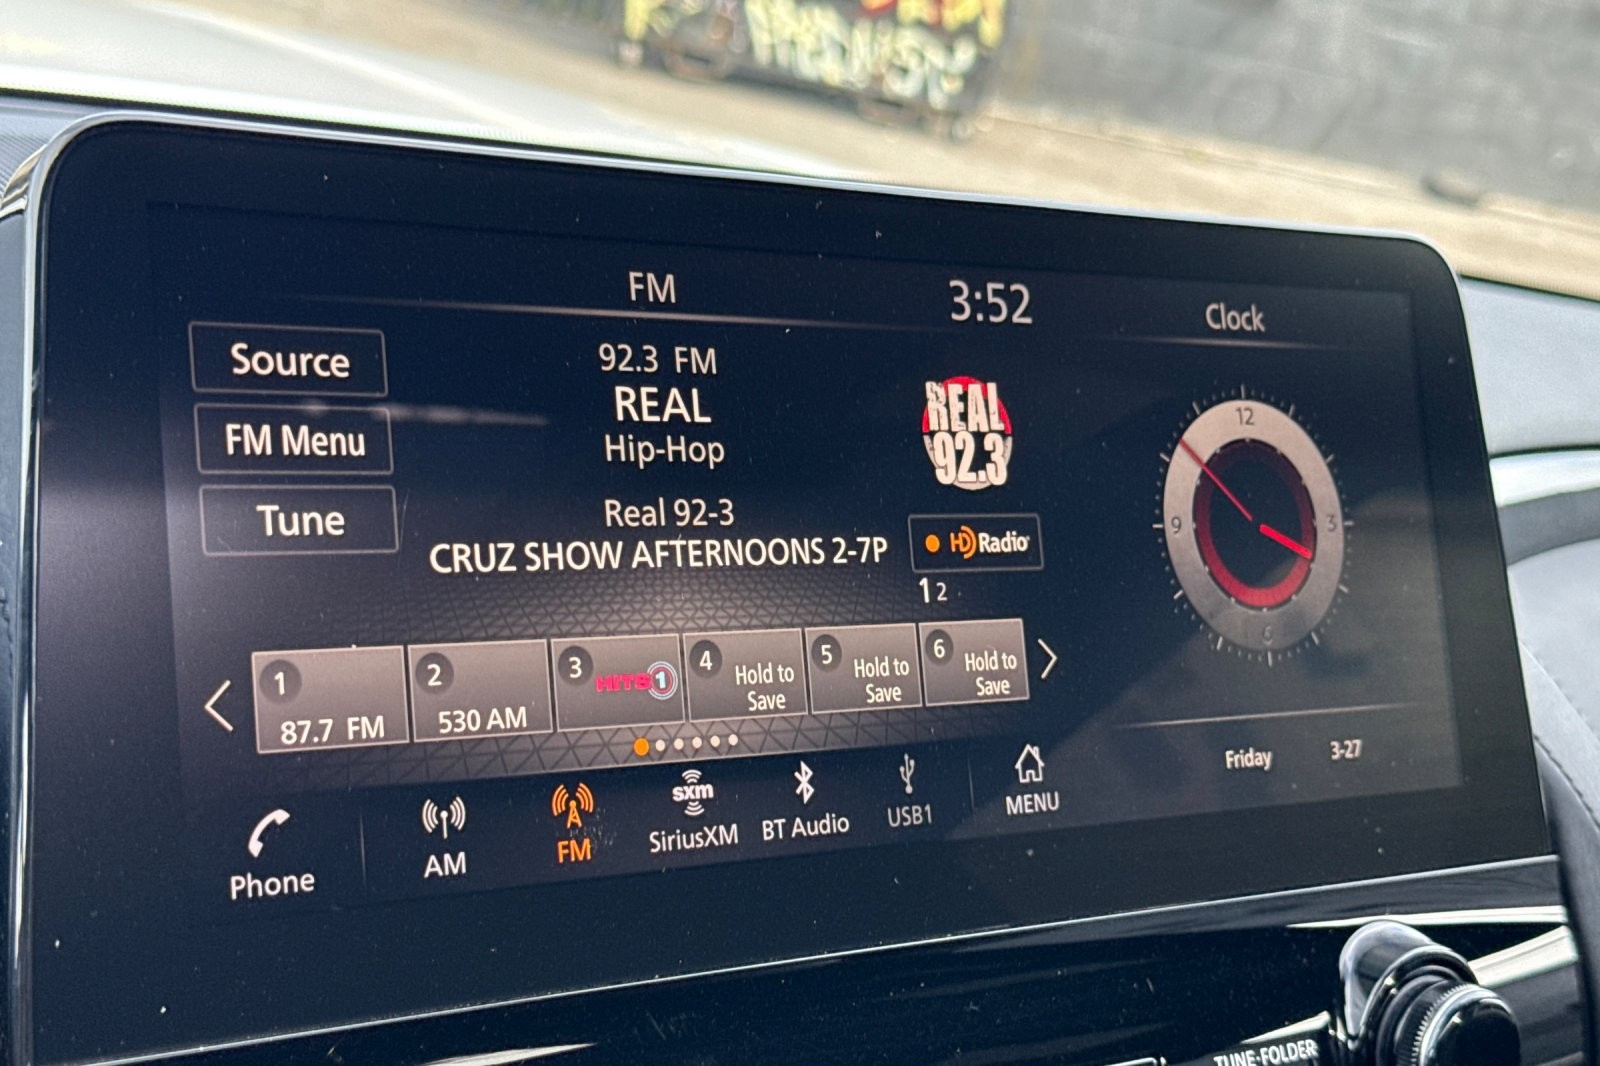 FM
3:52
Clock
Source
FM Menu
Tune
92.3 FM
REAL
Hip-Hop
Real 92-3
CRUZ SHOW AFTERNOONS 2-7P
REAL
92.3
HD Radio
1 2
12
3
6
9
1
87.7 FM
2
530 AM
3
HITS 1
4
Hold to
Save
5
Hold to
Save
6
Hold to
Save
Friday 3-27
Phone
AM
FM
sxm
SiriusXM
BT Audio
USB1
MENU
TUNE·FOLDER